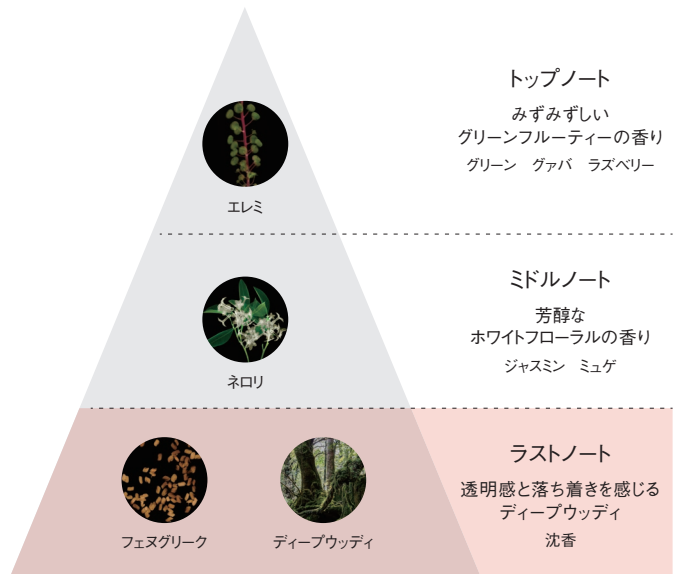 トップノート
みずみずしい
グリーンフルーティーの香り
グリーン　グァバ　ラズベリー
エレミ
ミドルノート
芳醇な
ホワイトフローラルの香り
ジャスミン　ミュゲ
ネロリ
ラストノート
透明感と落ち着きを感じる
ディープウッディ
沈香
フェヌグリーク　ディープウッディ